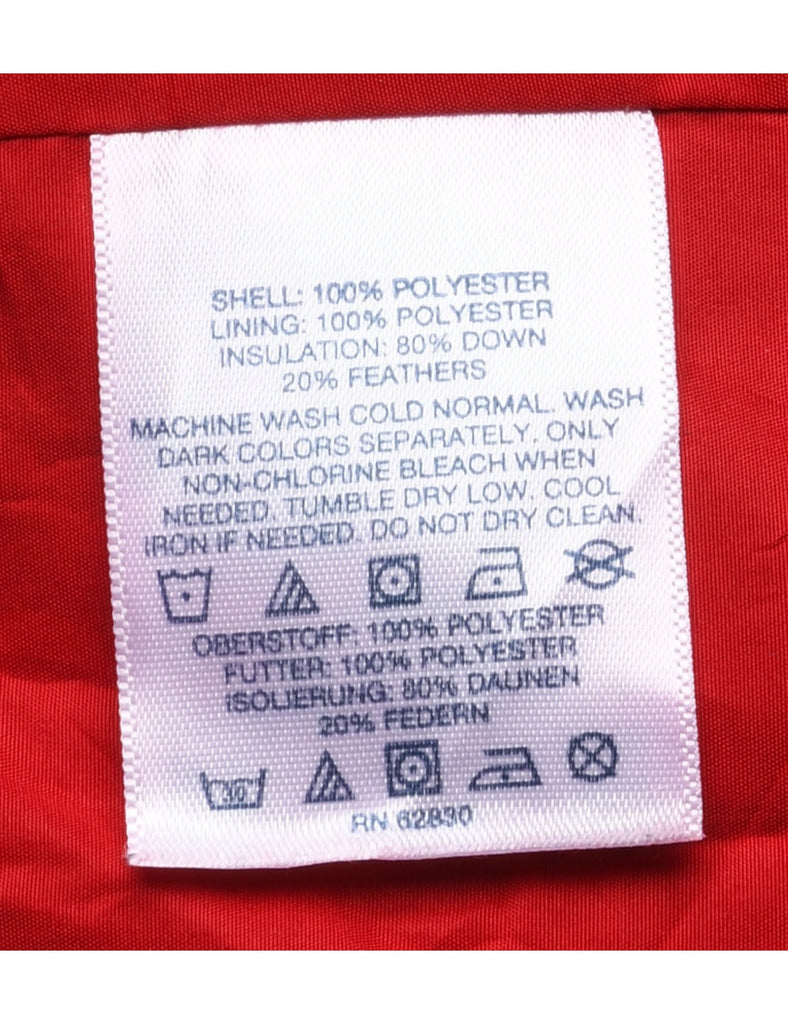 SHELL: 100% POLYESTER
LINING: 100% POLYESTER
INSULATION: 80% DOWN
20% FEATHERS
MACHINE WASH COLD NORMAL. WASH
DARK COLORS SEPARATELY. ONLY
NON-CHLORINE BLEACH WHEN
NEEDED. TUMBLE DRY LOW. COOL
IRON IF NEEDED. DO NOT DRY CLEAN.
OBERSTOFF: 100% POLYESTER
FUTTER: 100% POLYESTER
ISOLIERUNG: 80% DAUNEN
20% FEDERN
30
RN 62830